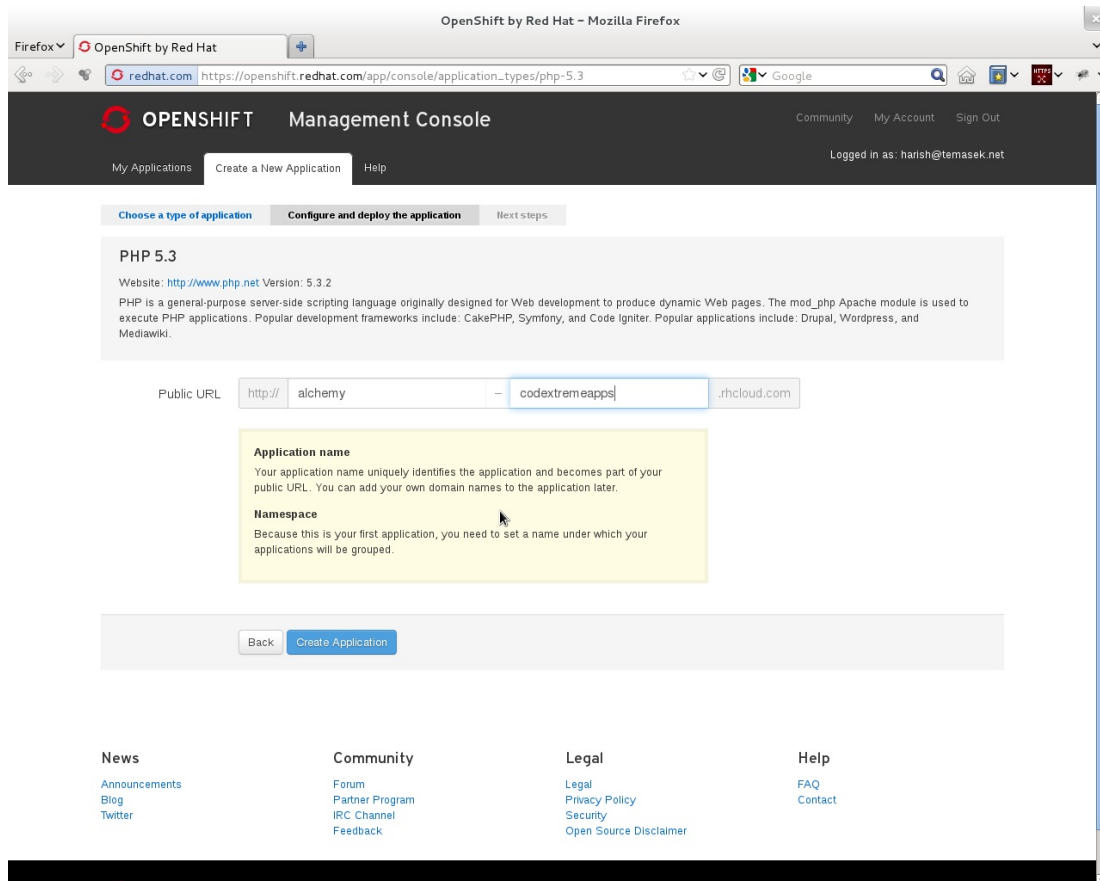 OpenShift by Red Hat - Mozilla Firefox
Firefox
OpenShift by Red Hat
redhat.com https://openshift.redhat.com/app/console/application_types/php-5.3
Google
HTTPS
OPENSHIFT Management Console
Community My Account Sign Out
Logged in as: harish@temasek.net
My Applications Create a New Application Help
Choose a type of application Configure and deploy the application Next steps
PHP 5.3
Website: http://www.php.net Version: 5.3.2
PHP is a general-purpose server-side scripting language originally designed for Web development to produce dynamic Web pages. The mod_php Apache module is used to
execute PHP applications. Popular development frameworks include: CakePHP, Symfony, and Code Igniter. Popular applications include: Drupal, Wordpress, and
Mediawiki.
Public URL http:// alchemy – codextremeapps .rhcloud.com
Application name
Your application name uniquely identifies the application and becomes part of your
public URL. You can add your own domain names to the application later.
Namespace
Because this is your first application, you need to set a name under which your
applications will be grouped.
Back Create Application
News Community Legal Help
Announcements Forum Legal FAQ
Blog Partner Program Privacy Policy Contact
Twitter IRC Channel Security
Feedback Open Source Disclaimer